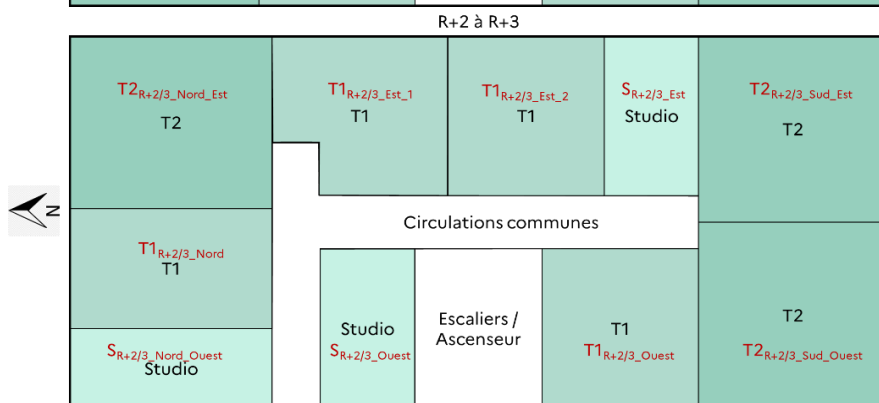 R+2 à R+3
T2R+2/3_Nord_Est
T2
T1R+2/3_Est_1
T1
T1R+2/3_Est_2
T1
SR+2/3_Est
Studio
T2R+2/3_Sud_Est
T2
N
Circulations communes
T1R+2/3_Nord
T1
SR+2/3_Nord_Ouest
Studio
Studio
SR+2/3_Ouest
Escaliers /
Ascenseur
T1
T1R+2/3_Ouest
T2
T2R+2/3_Sud_Ouest